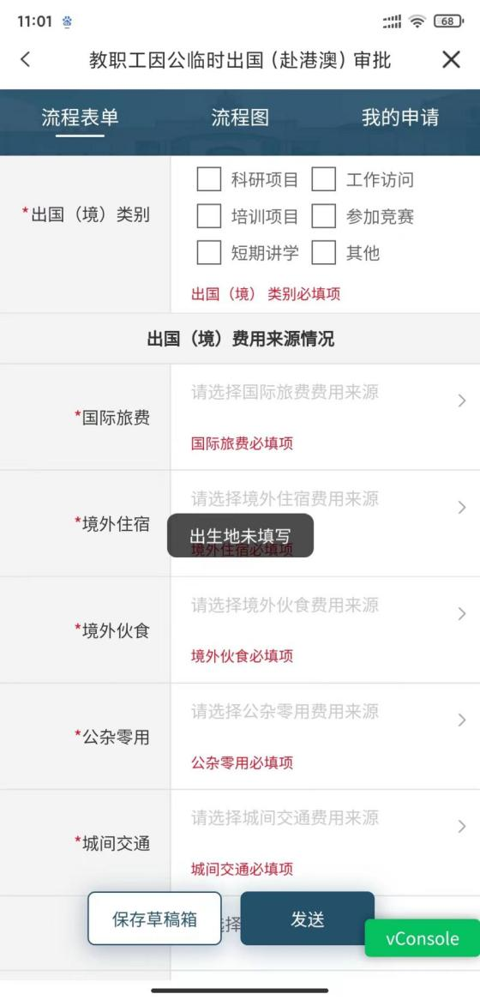 11:01
68
教职工因公临时出国（赴港澳）审批
流程表单 流程图 我的申请
科研项目 工作访问
*出国（境）类别
培训项目 参加竞赛
短期讲学 其他
出国（境） 类别必填项
出国（境）费用来源情况
请选择国际旅费费用来源
*国际旅费
国际旅费必填项
请选择境外住宿费用来源
*境外住宿
出生地未填写
境外住宿必填项
请选择境外伙食费用来源
*境外伙食
境外伙食必填项
请选择公杂零用费用来源
*公杂零用
公杂零用必填项
请选择城间交通费用来源
*城间交通
城间交通必填项
保存草稿箱 选择 发送
vConsole